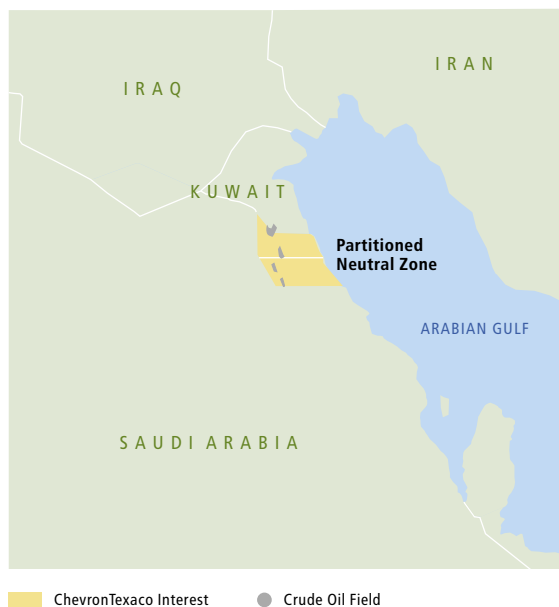 IRAN
IRAQ
KUWAIT
Partitioned
Neutral Zone
ARABIAN GULF
SAUDI ARABIA
ChevronTexaco Interest
Crude Oil Field